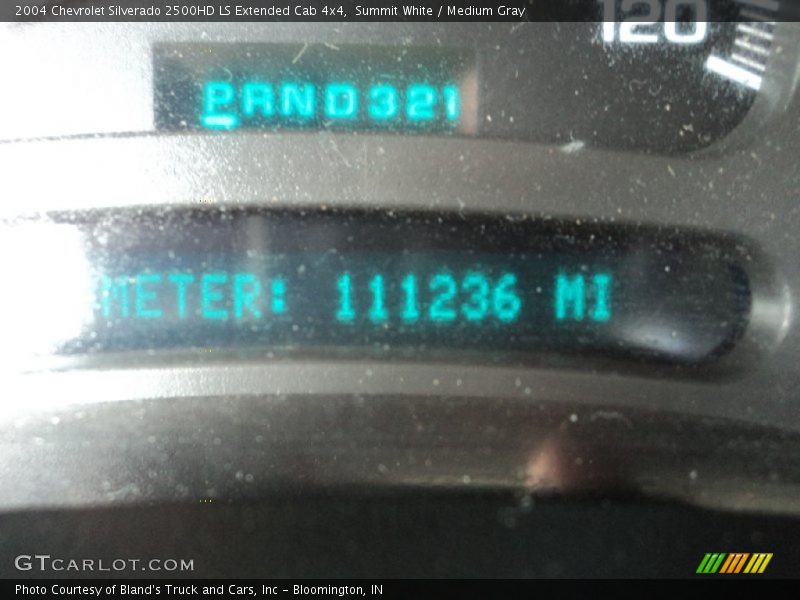 2004 Chevrolet Silverado 2500HD LS Extended Cab 4x4,  Summit White / Medium Gray
120
PRND321
METER: 111236 MI
GTCARLOT.COM
Photo Courtesy of Bland's Truck and Cars, Inc - Bloomington, IN